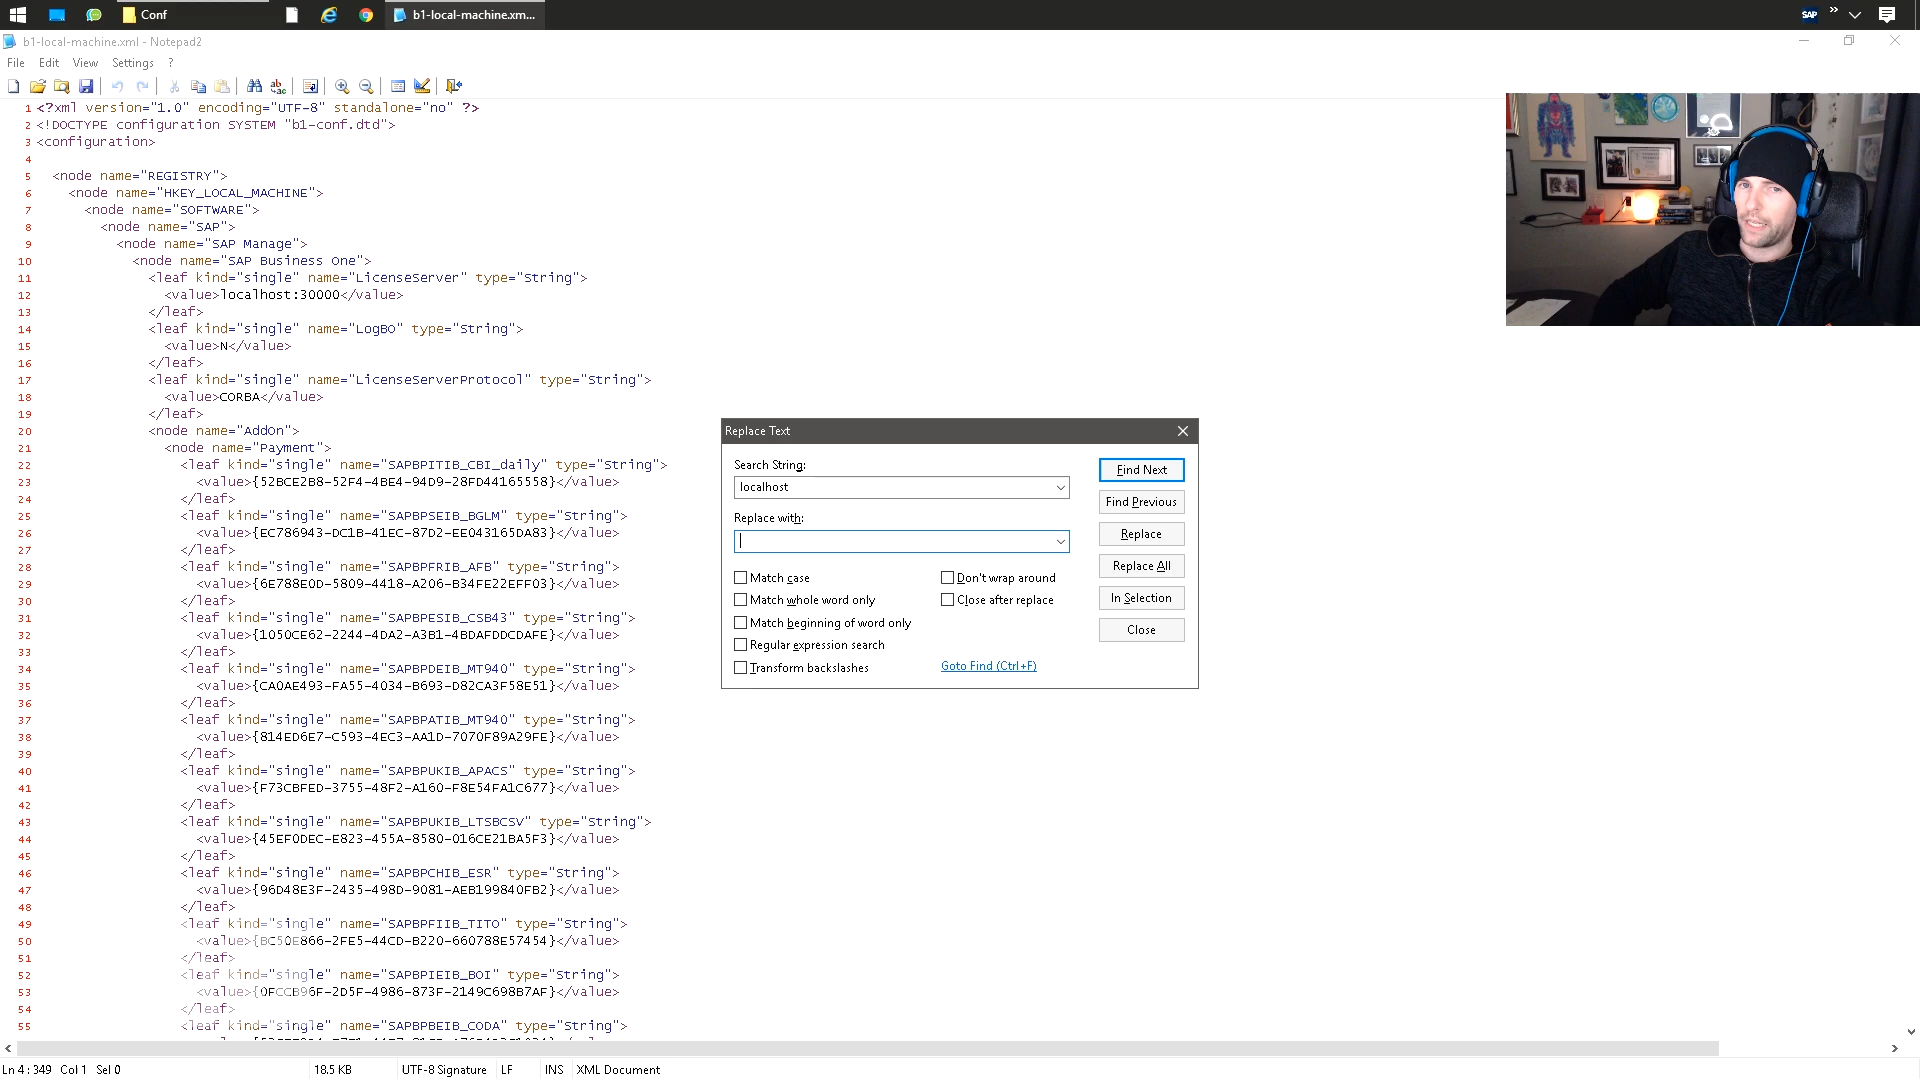 Conf
b1-local-machine.xm...
SAP
b1-local-machine.xml - Notepad2
File Edit View Settings ?
1 <?xml version="1.0" encoding="UTF-8" standalone="no" ?>
2 <!DOCTYPE configuration SYSTEM "b1-conf.dtd">
3 <configuration>
4
5 <node name="REGISTRY">
6 <node name="HKEY_LOCAL_MACHINE">
7 <node name="SOFTWARE">
8 <node name="SAP">
9 <node name="SAP Manage">
10 <node name="SAP Business One">
11 <leaf kind="single" name="LicenseServer" type="String">
12 <value>localhost:30000</value>
13 </leaf>
14 <leaf kind="single" name="LogBO" type="String">
15 <value>N</value>
16 </leaf>
17 <leaf kind="single" name="LicenseServerProtocol" type="String">
18 <value>CORBA</value>
19 </leaf>
20 <node name="AddOn">
21 <node name="Payment">
22 <leaf kind="single" name="SAPBPITIB_CBI_daily" type="String">
23 <value>{52BCE2B8-52F4-4BE4-94D9-28FD44165558}</value>
24 </leaf>
25 <leaf kind="single" name="SAPBPSEIB_BGLM" type="String">
26 <value>{EC786943-DC1B-41EC-87D2-EE043165DA83}</value>
27 </leaf>
28 <leaf kind="single" name="SAPBPFRIB_AFB" type="String">
29 <value>{6E788E0D-5809-4418-A206-B34FE22EFF03}</value>
30 </leaf>
31 <leaf kind="single" name="SAPBPESIB_CSB43" type="String">
32 <value>{1050CE62-2244-4DA2-A3B1-4BDAFDDCDAFE}</value>
33 </leaf>
34 <leaf kind="single" name="SAPBPDEIB_MT940" type="String">
35 <value>{CA0AE493-FA55-4034-B693-D82CA3F58E51}</value>
36 </leaf>
37 <leaf kind="single" name="SAPBPATIB_MT940" type="String">
38 <value>{814ED6E7-C593-4EC3-AA1D-7070F89A29FE}</value>
39 </leaf>
40 <leaf kind="single" name="SAPBPUKIB_APACS" type="String">
41 <value>{F73CBFED-3755-48F2-A160-F8E54FA1C677}</value>
42 </leaf>
43 <leaf kind="single" name="SAPBPUKIB_LTSBCSV" type="String">
44 <value>{45EF0DEC-E823-455A-8580-016CE21BA5F3}</value>
45 </leaf>
46 <leaf kind="single" name="SAPBPCHIB_ESR" type="String">
47 <value>{96D48E3F-2435-498D-9081-AEB199840FB2}</value>
48 </leaf>
49 <leaf kind="single" name="SAPBPFIIB_TITO" type="String">
50 <value>{BC50E866-2FE5-44CD-B220-660788E57454}</value>
51 </leaf>
52 <leaf kind="single" name="SAPBPIEIB_BOI" type="String">
53 <value>{0FCCB96F-2D5F-4986-873F-2149C698B7AF}</value>
54 </leaf>
55 <leaf kind="single" name="SAPBPBEIB_CODA" type="String">
Replace Text
Search String:
localhost
Replace with:
Match case
Match whole word only
Match beginning of word only
Regular expression search
Transform backslashes
Don't wrap around
Close after replace
Goto Find (Ctrl+F)
Find Next
Find Previous
Replace
Replace All
In Selection
Close
Ln 4 : 349 Col 1 Sel 0 18.5 KB UTF-8 Signature LF INS XML Document